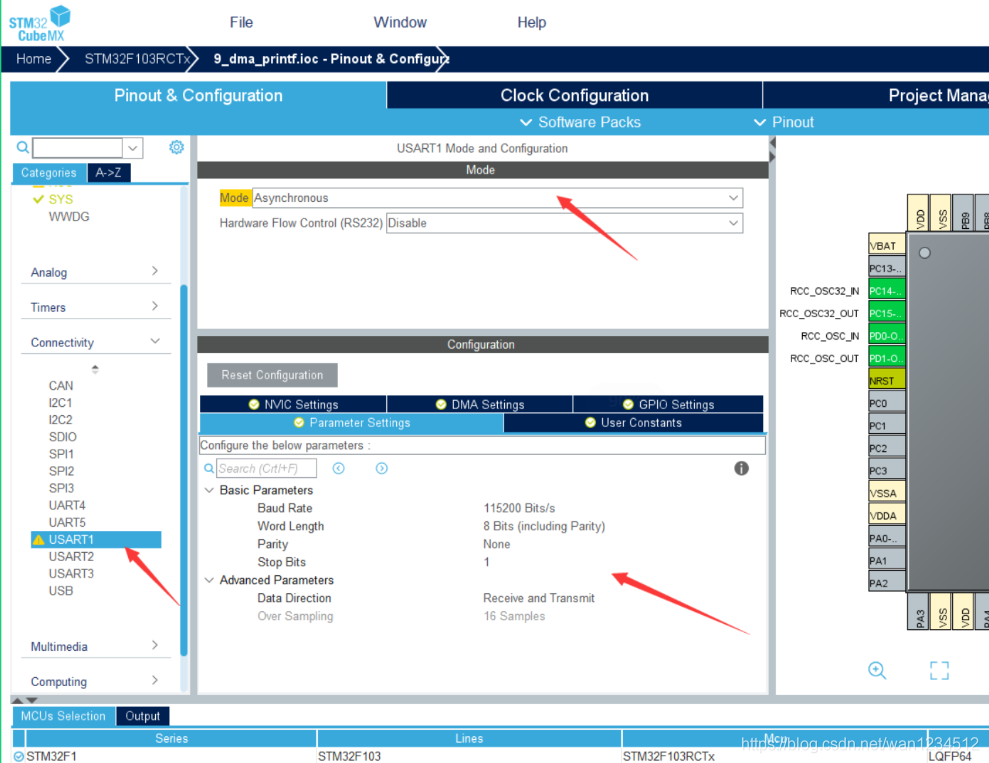 STM32
CubeMX
File
Window
Help
Home
STM32F103RCTx
9_dma_printf.ioc - Pinout & Configur
Pinout & Configuration
Clock Configuration
Project Mana
Software Packs
Pinout
Categories
A->Z
SYS
WWDG
Analog
Timers
Connectivity
CAN
I2C1
I2C2
SDIO
SPI1
SPI2
SPI3
UART4
UART5
USART1
USART2
USART3
USB
Multimedia
Computing
USART1 Mode and Configuration
Mode
Mode Asynchronous
Hardware Flow Control (RS232) Disable
Configuration
Reset Configuration
NVIC Settings
DMA Settings
GPIO Settings
Parameter Settings
User Constants
Configure the below parameters :
Search (Crtl+F)
Basic Parameters
Baud Rate 115200 Bits/s
Word Length 8 Bits (including Parity)
Parity None
Stop Bits 1
Advanced Parameters
Data Direction Receive and Transmit
Over Sampling 16 Samples
VDD
VSS
PB9
PB8
VBAT
PC13-..
RCC_OSC32_IN PC14-..
RCC_OSC32_OUT PC15-..
RCC_OSC_IN PD0-O..
RCC_OSC_OUT PD1-O..
NRST
PC0
PC1
PC2
PC3
VSSA
VDDA
PA0-..
PA1
PA2
PA3
VSS
VDD
PA4
MCUs Selection
Output
Series
Lines
Mcu
STM32F1
STM32F103
STM32F103RCTx
LQFP64
https://blog.csdn.net/wan1234512